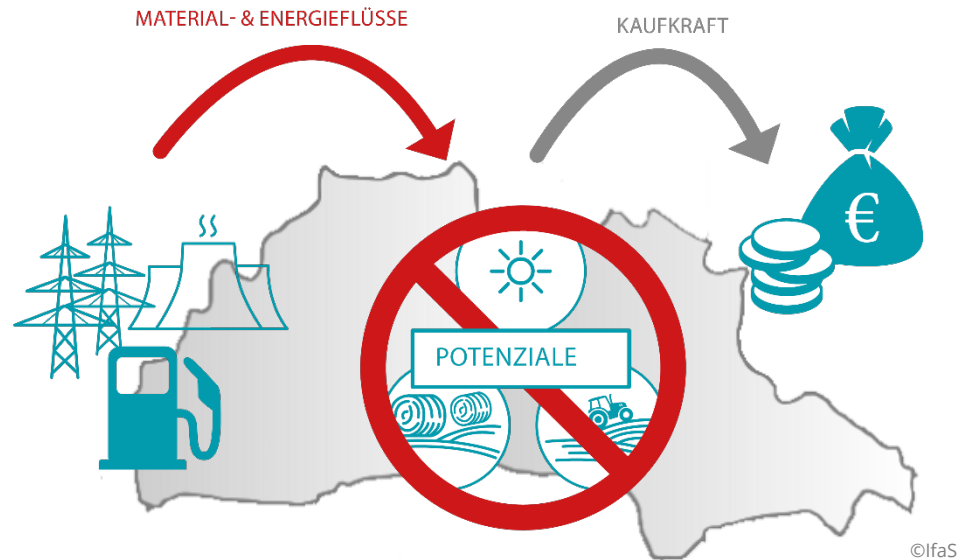 MATERIAL- & ENERGIEFLÜSSE
KAUFKRAFT
€
POTENZIALE
©IfaS